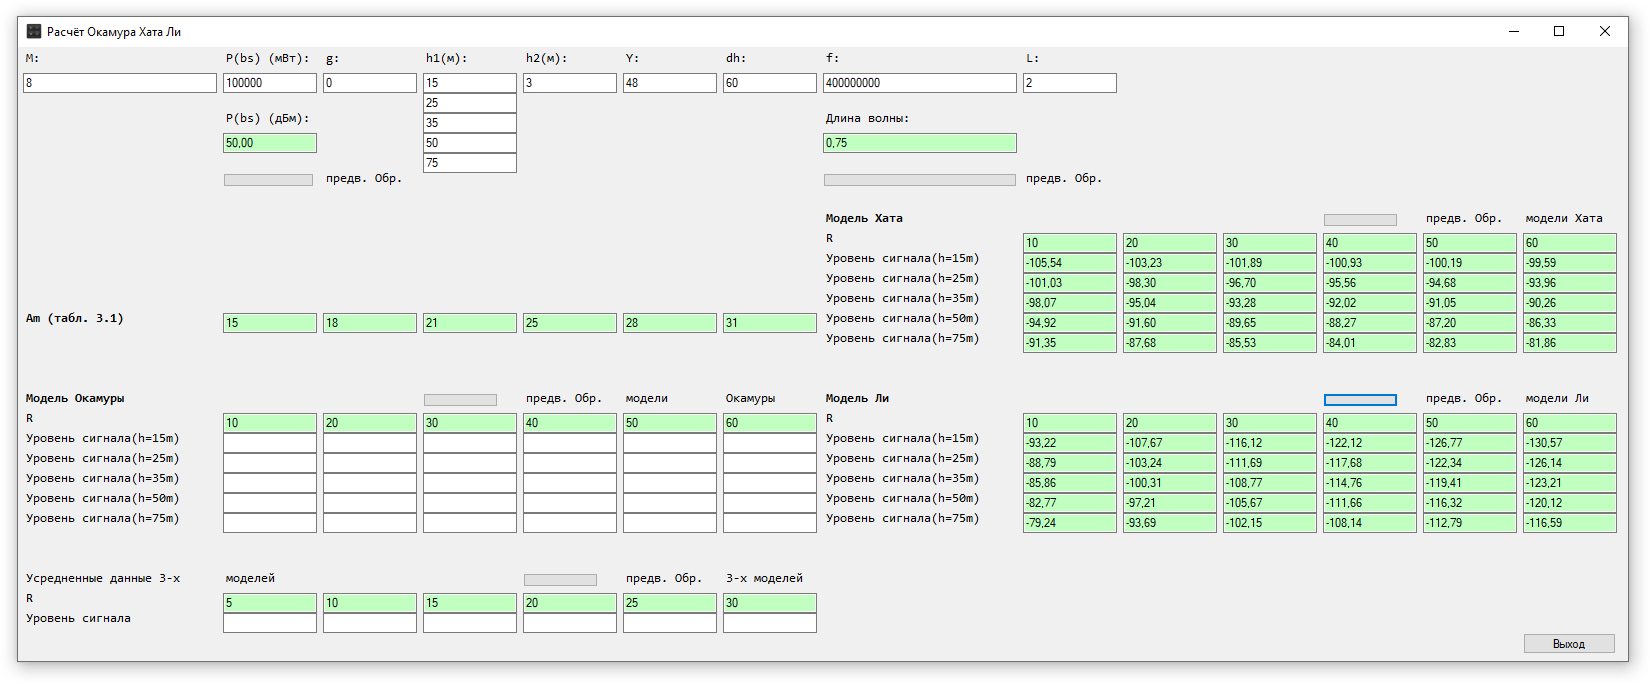 Расчёт Окамура Хата Ли
M: P(bs) (мВт): g: h1(м): h2(м): Y: dh: f: L:
8 100000 0 15 3 48 60 400000000 2
25
P(bs) (дБм): 35 Длина волны:
50,00 50 0,75
75
предв. Обр. предв. Обр.
Модель Хата предв. Обр. модели Хата
R 10 20 30 40 50 60
Уровень сигнала(h=15m) -105,54 -103,23 -101,89 -100,93 -100,19 -99,59
Уровень сигнала(h=25m) -101,03 -98,30 -96,70 -95,56 -94,68 -93,96
Уровень сигнала(h=35m) -98,07 -95,04 -93,28 -92,02 -91,05 -90,26
Am (табл. 3.1) 15 18 21 25 28 31 Уровень сигнала(h=50m) -94,92 -91,60 -89,65 -88,27 -87,20 -86,33
Уровень сигнала(h=75m) -91,35 -87,68 -85,53 -84,01 -82,83 -81,86
Модель Окамуры предв. Обр. модели Окамуры Модель Ли предв. Обр. модели Ли
R 10 20 30 40 50 60 10 20 30 40 50 60
Уровень сигнала(h=15m) Уровень сигнала(h=15m) -93,22 -107,67 -116,12 -122,12 -126,77 -130,57
Уровень сигнала(h=25m) Уровень сигнала(h=25m) -88,79 -103,24 -111,69 -117,68 -122,34 -126,14
Уровень сигнала(h=35m) Уровень сигнала(h=35m) -85,86 -100,31 -108,77 -114,76 -119,41 -123,21
Уровень сигнала(h=50m) Уровень сигнала(h=50m) -82,77 -97,21 -105,67 -111,66 -116,32 -120,12
Уровень сигнала(h=75m) Уровень сигнала(h=75m) -79,24 -93,69 -102,15 -108,14 -112,79 -116,59
Усредненные данные 3-х моделей предв. Обр. 3-х моделей
R 5 10 15 20 25 30
Уровень сигнала
Выход